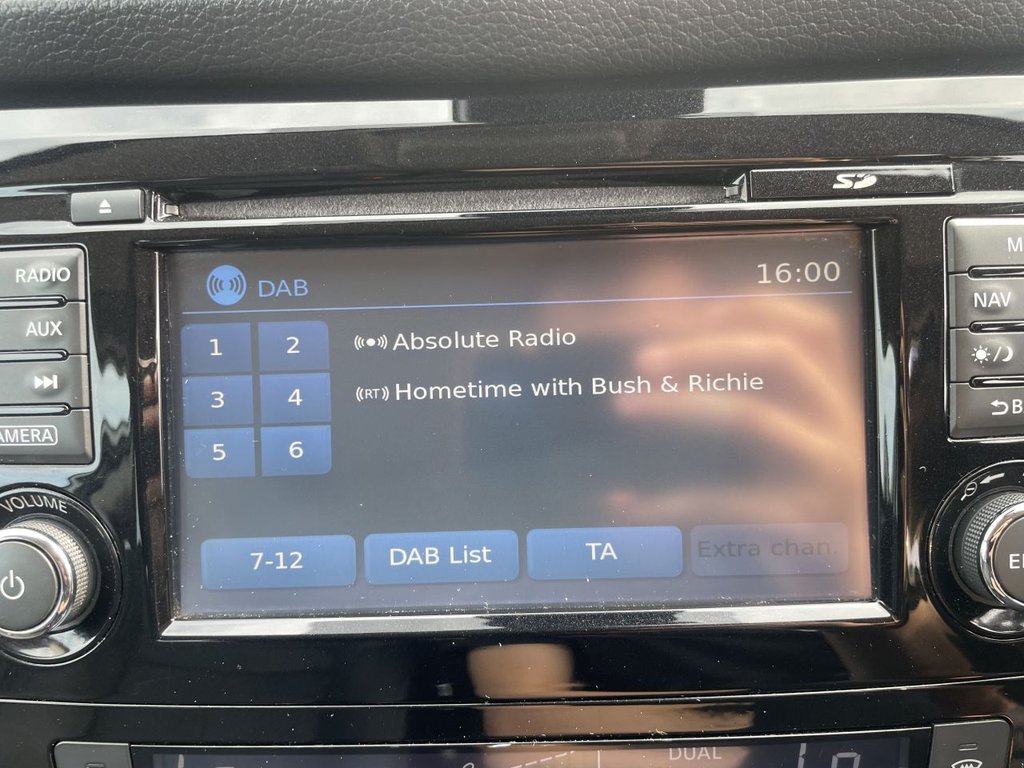 SD
RADIO
AUX
CAMERA
VOLUME
DAB
16:00
1 2
3 4
5 6
((•)) Absolute Radio
((RT)) Hometime with Bush & Richie
7-12 DAB List TA Extra chan.
NAV
DUAL